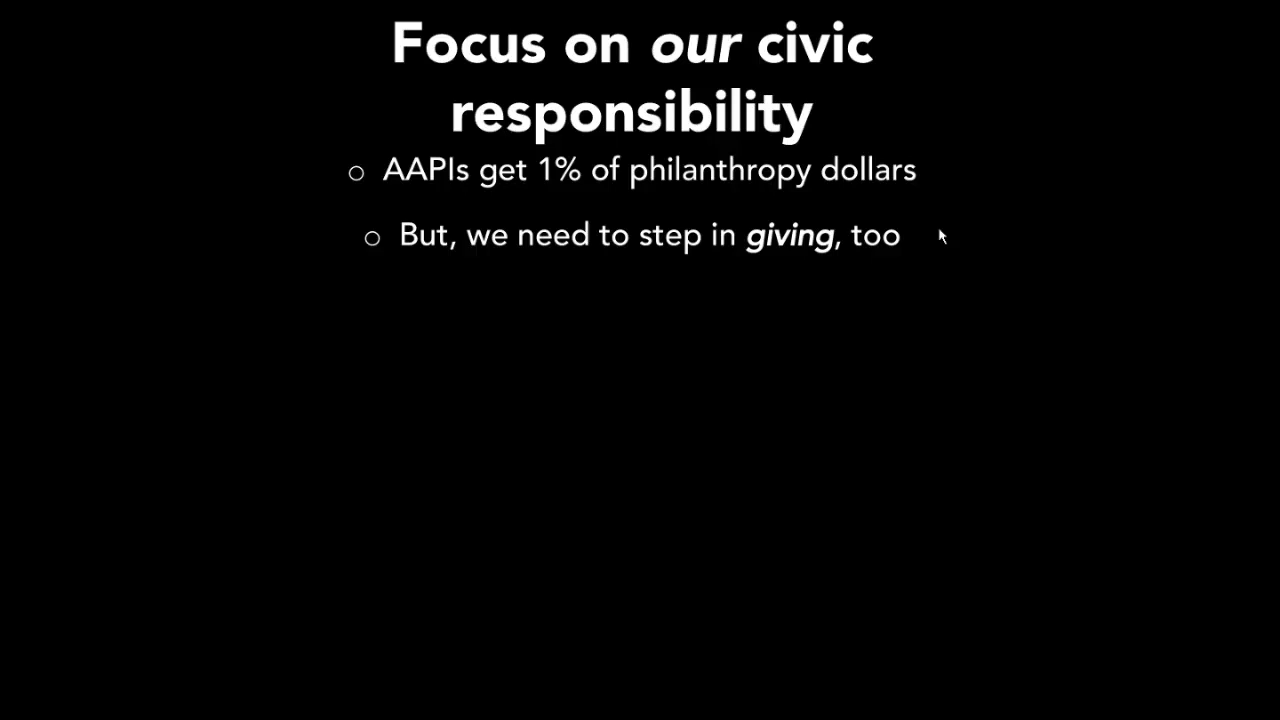 Focus on our civic
responsibility
○ AAPIs get 1% of philanthropy dollars
○ But, we need to step in giving, too